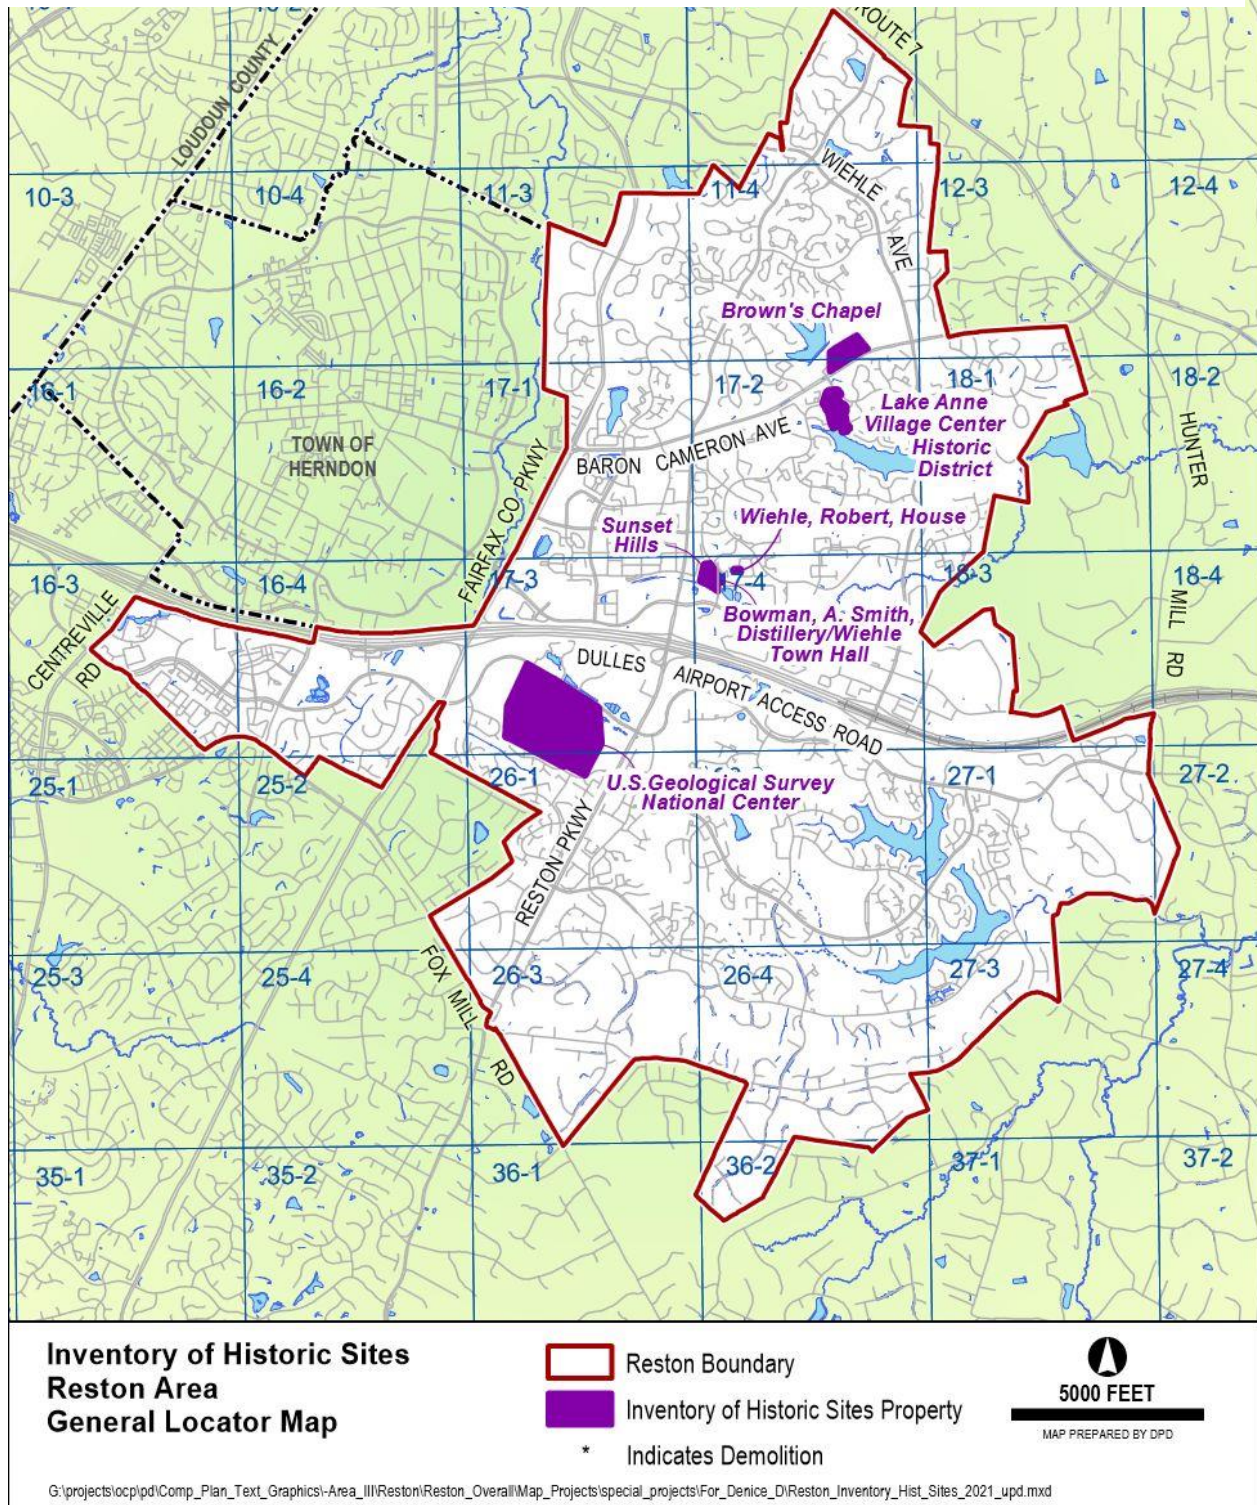 ROUTE 7
LOUDOUN COUNTY
10-3
10-4
11-3
11-4
12-3
12-4
WIEHLE
AVE
Brown's Chapel
16-1
16-2
17-1
17-2
18-1
18-2
Lake Anne
Village Center
Historic
District
TOWN OF
HERNDON
BARON CAMERON AVE
HUNTER
MILL
RD
FAIRFAX CO PKWY
Sunset
Hills
Wiehle, Robert, House
16-3
16-4
17-3
17-4
18-3
18-4
Bowman, A. Smith,
Distillery/Wiehle
Town Hall
CENTREVILLE
RD
DULLES AIRPORT ACCESS ROAD
25-1
25-2
26-1
27-1
27-2
U.S.Geological Survey
National Center
RESTON PKWY
25-3
25-4
26-3
26-4
27-3
27-4
FOX MILL RD
35-1
35-2
36-1
36-2
37-1
37-2
Inventory of Historic Sites
Reston Area
General Locator Map
Reston Boundary
Inventory of Historic Sites Property
* Indicates Demolition
5000 FEET
MAP PREPARED BY DPD
G:\projects\ocp\pd\Comp_Plan_Text_Graphics\-Area_III\Reston\Reston_Overall\Map_Projects\special_projects\For_Denice_D\Reston_Inventory_Hist_Sites_2021_upd.mxd